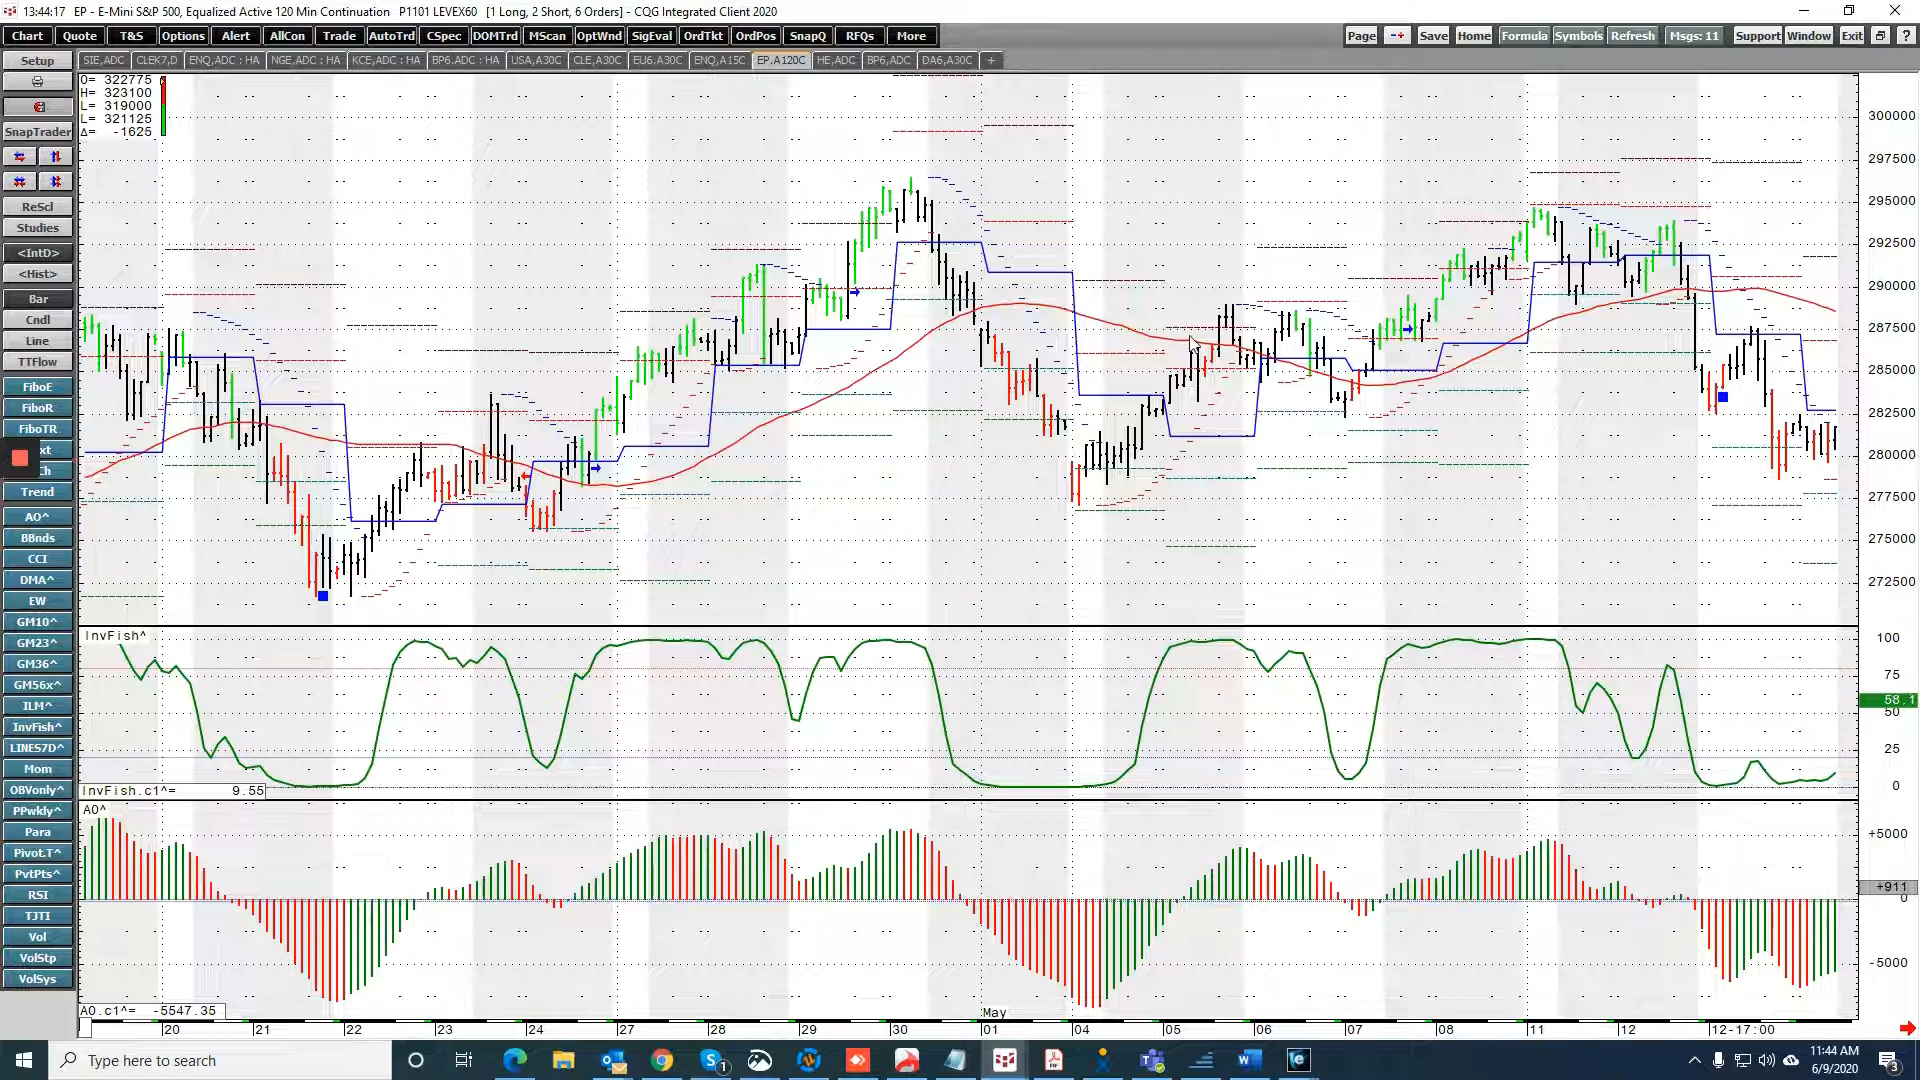 13:44:17 EP - E-Mini S&P 500, Equalized Active 120 Min Continuation P1101 LEVEX60 [1 Long, 2 Short, 6 Orders] - CQG Integrated Client 2020
Chart Quote T&S Options Alert AllCon Trade AutoTrd CSpec DOMTrd MScan OptWnd SigEval OrdTkt OrdPos SnapQ RFQs More Page Save Home Formula Symbols Refresh Msgs: 11 Support Window Exit ?
Setup SIE,ADC CLEK7,D ENQ,ADC : HA NGE,ADC : HA KCE,ADC : HA BP6.ADC : HA USA,A30C CLE,A30C EU6,A30C ENQ,A15C EP.A120C HE,ADC BP6,ADC DA6,A30C +
O= 322775
H= 323100
L= 319000
L= 321125
Δ= -1625
SnapTrader
ReScl
Studies
<IntD>
<Hist>
Bar
Cndl
Line
TTFlow
FiboE
FiboR
FiboTR
Trend
AO^
BBnds
CCI
DMA^
EW
GM10^
GM23^
GM36^
GM56x^
ILM^
InvFish^
LINES7D^
Mom
OBVonly^
PPwkly^
Para
Pivot.T^
PvtPts^
RSI
TJTI
Vol
VolStp
VolSys
300000
297500
295000
292500
290000
287500
285000
282500
280000
277500
275000
272500
InvFish^
100
75
58.1
50
25
0
InvFish.c1^= 9.55
AO^
+5000
+911
0
-5000
AO.c1^= -5547.35
May
20 21 22 23 24 27 28 29 30 01 04 05 06 07 08 11 12 12-17:00
Type here to search
11:44 AM
6/9/2020
1
3